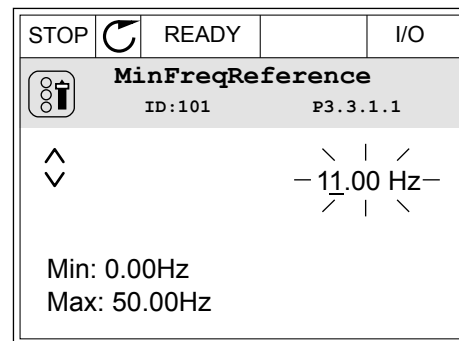 STOP READY I/O
MinFreqReference
ID:101 P3.3.1.1
11.00 Hz
Min: 0.00Hz
Max: 50.00Hz